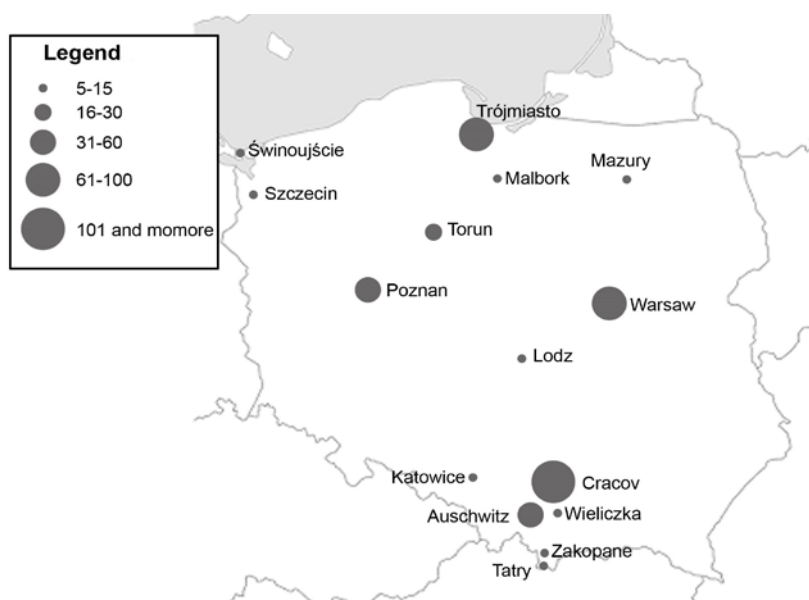 Legend
5-15
16-30
31-60
61-100
101 and momore
Trójmiasto
Świnoujście
Malbork
Mazury
Szczecin
Torun
Poznan
Warsaw
Lodz
Katowice
Cracov
Auschwitz
Wieliczka
Zakopane
Tatry